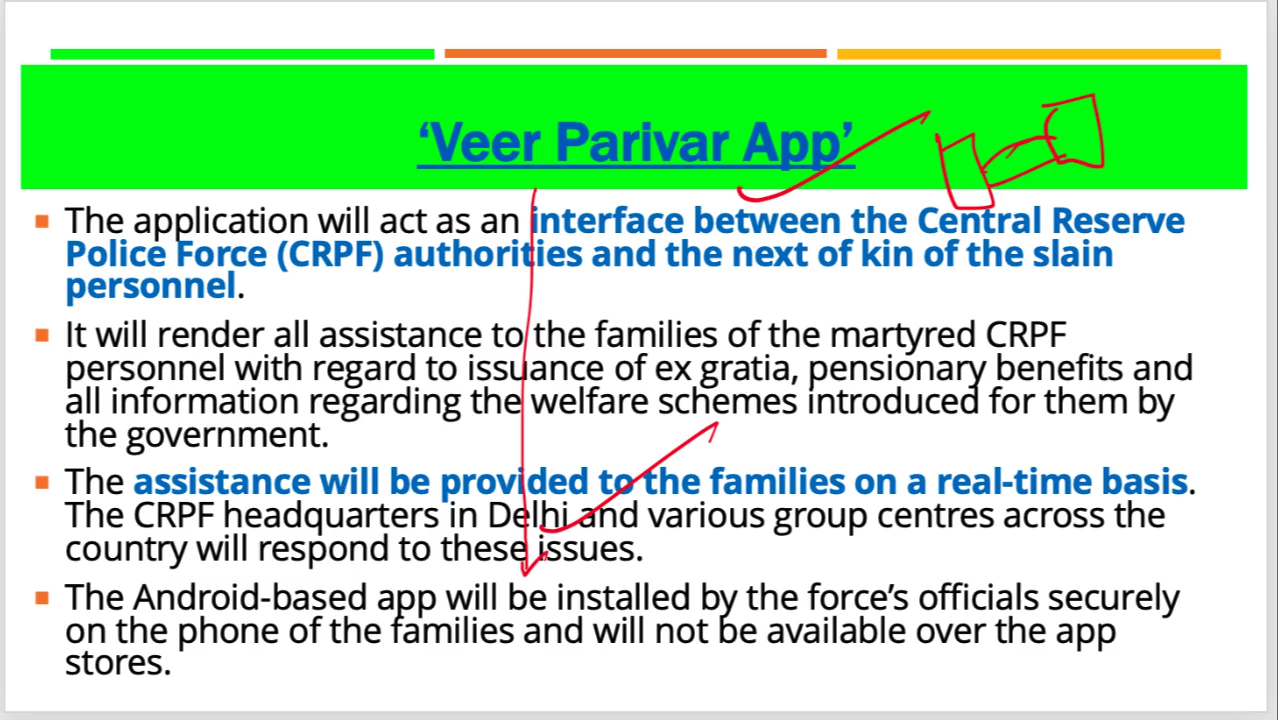 ‘Veer Parivar App’
The application will act as an interface between the Central Reserve
Police Force (CRPF) authorities and the next of kin of the slain
personnel.
It will render all assistance to the families of the martyred CRPF
personnel with regard to issuance of ex gratia, pensionary benefits and
all information regarding the welfare schemes introduced for them by
the government.
The assistance will be provided to the families on a real-time basis.
The CRPF headquarters in Delhi and various group centres across the
country will respond to these issues.
The Android-based app will be installed by the force’s officials securely
on the phone of the families and will not be available over the app
stores.